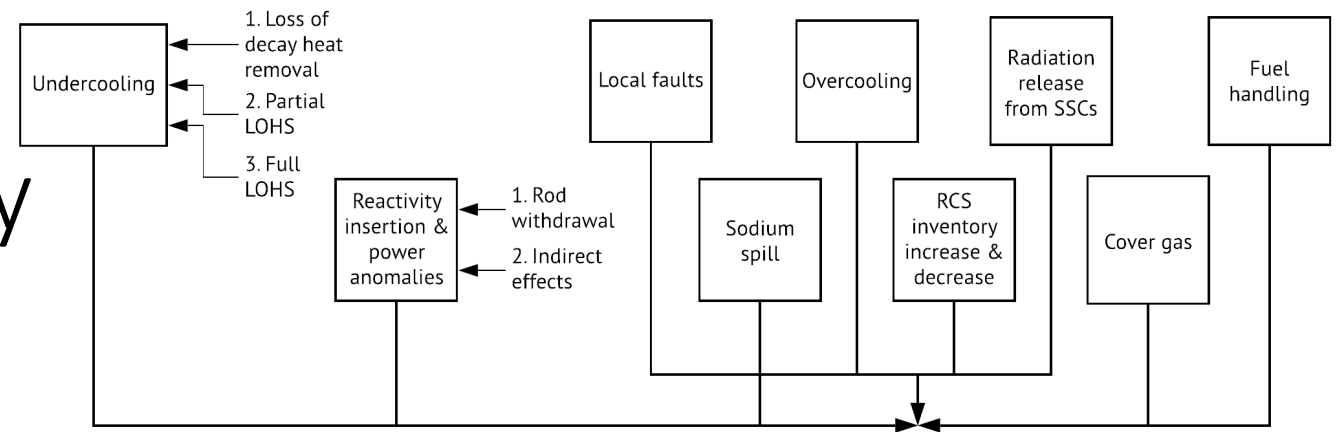 Undercooling
1. Loss of
decay heat
removal
2. Partial
LOHS
3. Full
LOHS
y
Reactivity
insertion &
power
anomalies
1. Rod
withdrawal
2. Indirect
effects
Local faults
Sodium
spill
Overcooling
RCS
inventory
increase &
decrease
Radiation
release
from SSCs
Cover gas
Fuel
handling